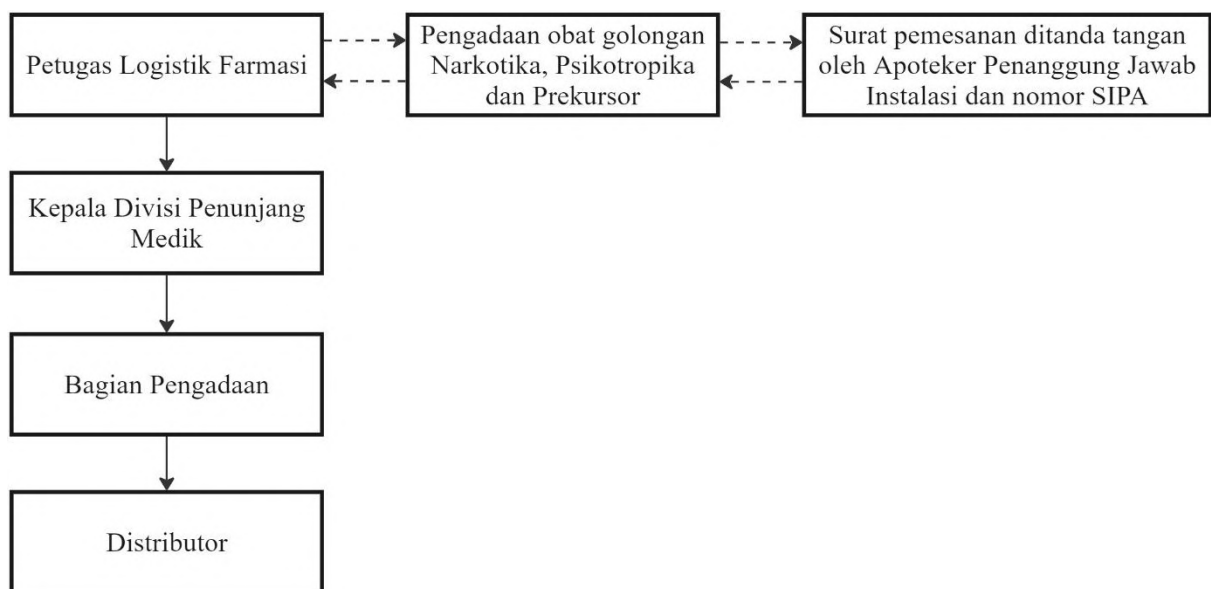 Petugas Logistik Farmasi
Pengadaan obat golongan
Narkotika, Psikotropika
dan Prekursor
Surat pemesanan ditanda tangan
oleh Apoteker Penanggung Jawab
Instalasi dan nomor SIPA
Kepala Divisi Penunjang
Medik
Bagian Pengadaan
Distributor